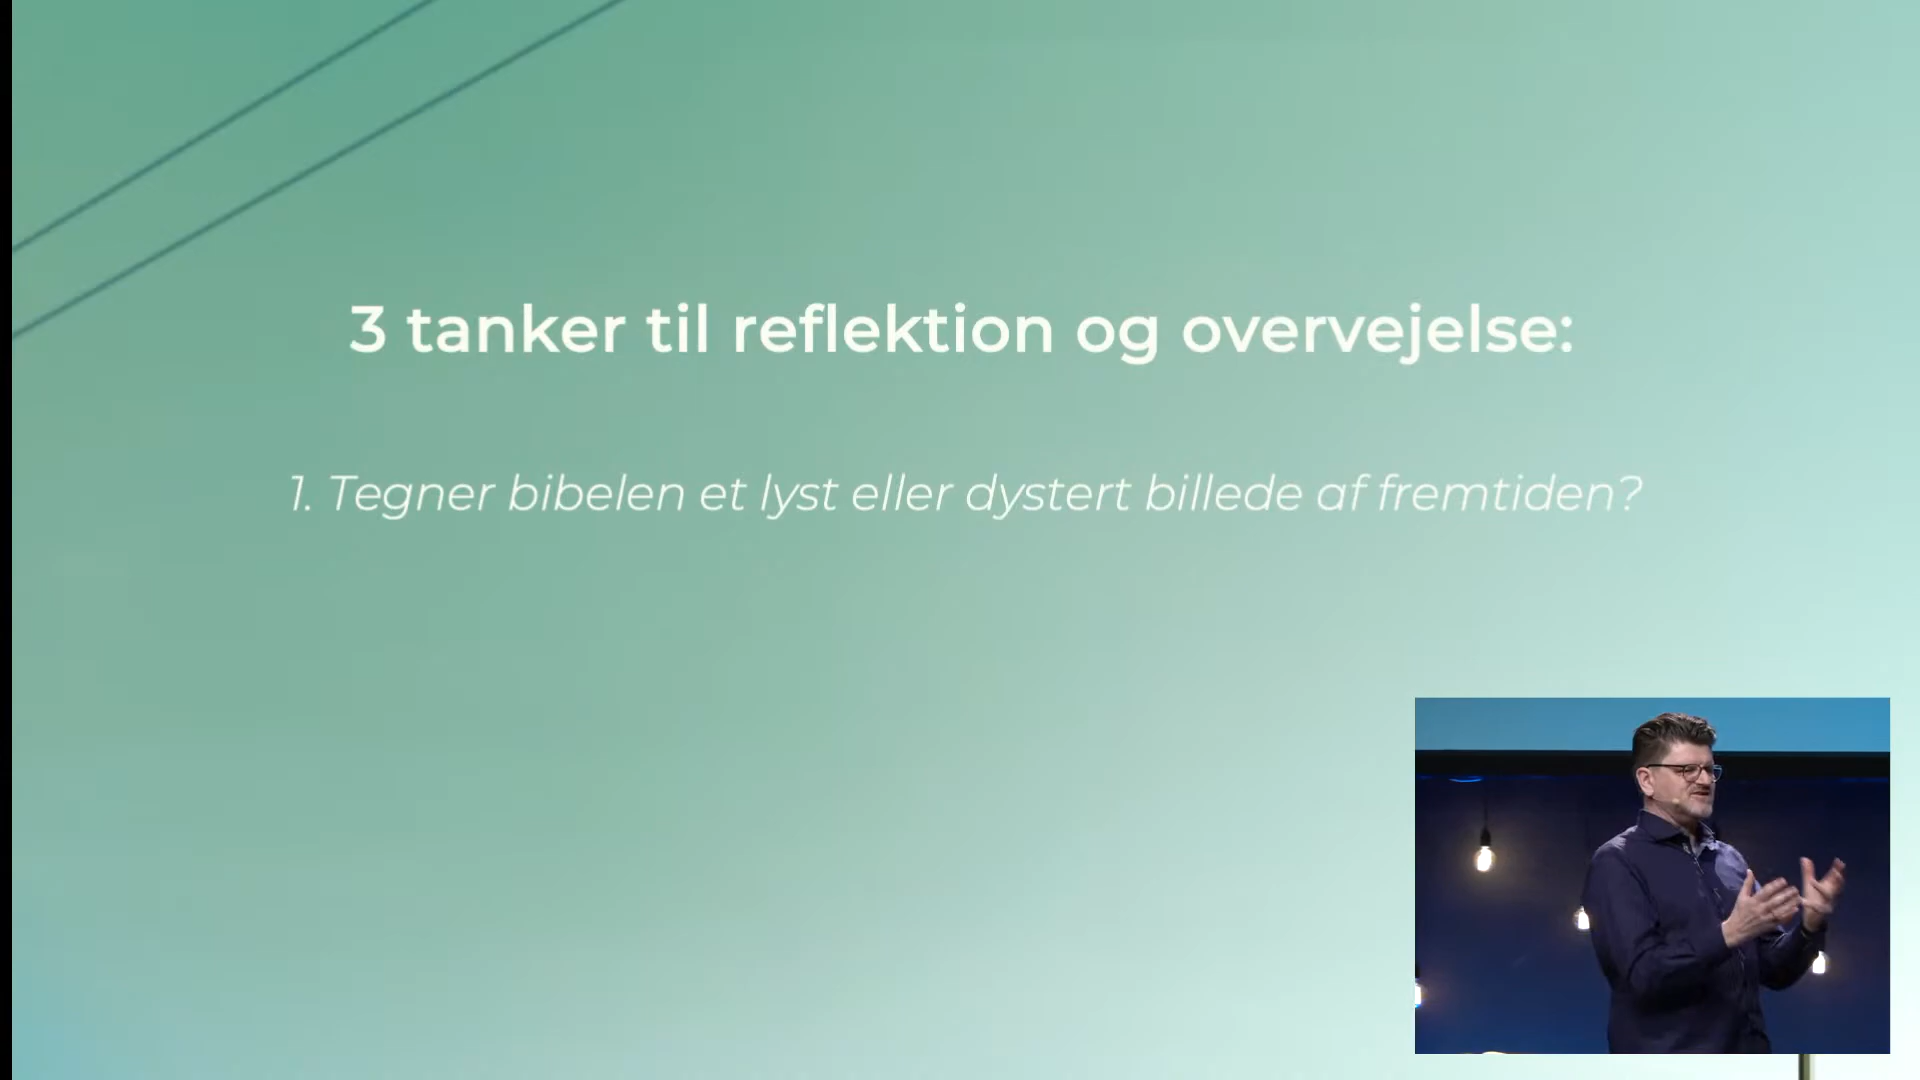 3 tanker til reflektion og overvejelse:
1. Tegner bibelen et lyst eller dystert billede af fremtiden?